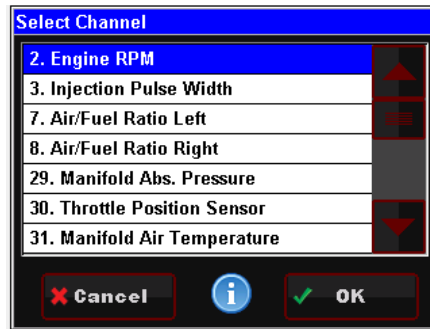 Select Channel
2. Engine RPM
3. Injection Pulse Width
7. Air/Fuel Ratio Left
8. Air/Fuel Ratio Right
29. Manifold Abs. Pressure
30. Throttle Position Sensor
31. Manifold Air Temperature
Cancel
OK